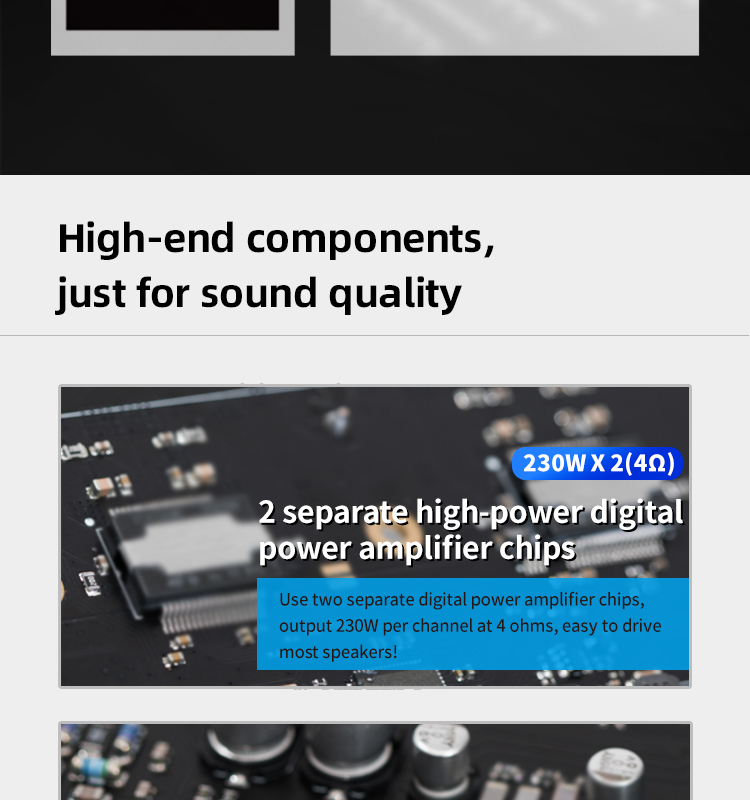 High-end components,
just for sound quality
230W X 2(4Ω)
2 separate high-power digital
power amplifier chips
Use two separate digital power amplifier chips,
output 230W per channel at 4 ohms, easy to drive
most speakers!